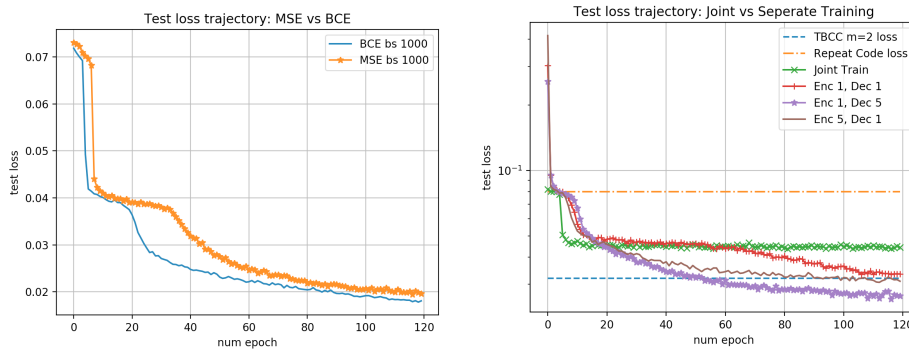 Test loss trajectory: MSE vs BCE
BCE bs 1000
MSE bs 1000
test loss
0.07
0.06
0.05
0.04
0.03
0.02
0 20 40 60 80 100 120
num epoch
Test loss trajectory: Joint vs Seperate Training
TBCC m=2 loss
Repeat Code loss
Joint Train
Enc 1, Dec 1
Enc 1, Dec 5
Enc 5, Dec 1
test loss
10⁻¹
0 20 40 60 80 100 120
num epoch